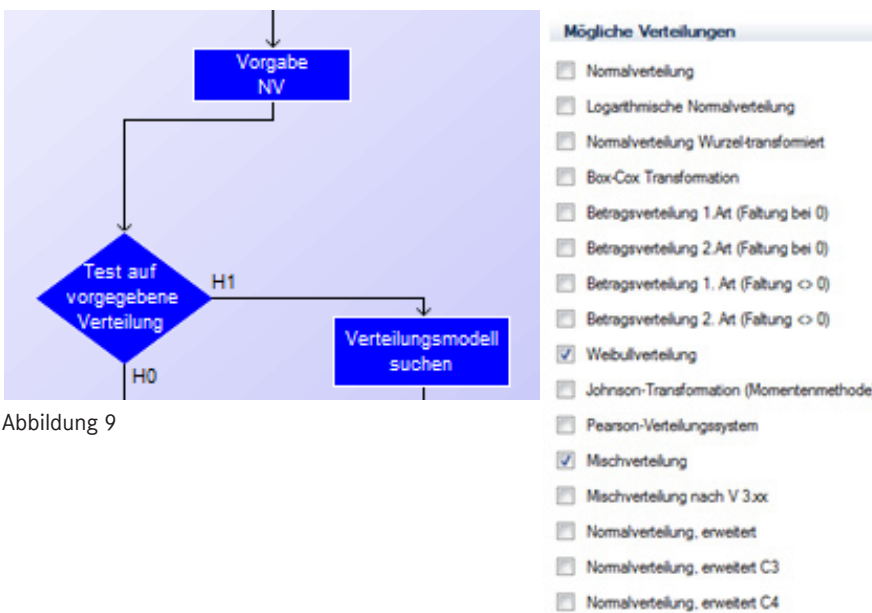 Vorgabe
NV
Test auf
vorgegebene
Verteilung
H1
H0
Verteilungsmodell
suchen
Abbildung 9
Mögliche Verteilungen
Normalverteilung
Logarithmische Normalverteilung
Normalverteilung Wurzel-transformiert
Box-Cox Transformation
Betragsverteilung 1.Art (Faltung bei 0)
Betragsverteilung 2.Art (Faltung bei 0)
Betragsverteilung 1. Art (Faltung <> 0)
Betragsverteilung 2. Art (Faltung <> 0)
Weibullverteilung
Johnson-Transformation (Momentenmethode)
Pearson-Verteilungssystem
Mischverteilung
Mischverteilung nach V 3.xx
Normalverteilung, erweitert
Normalverteilung, erweitert C3
Normalverteilung, erweitert C4